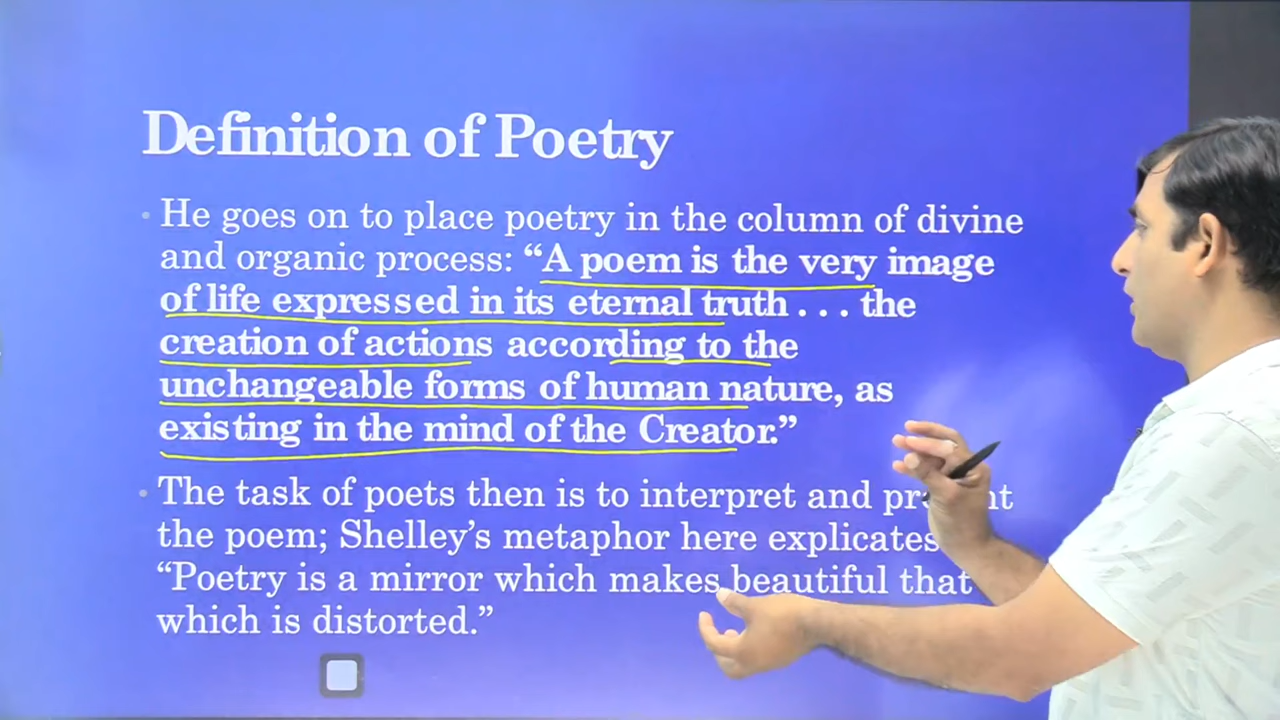 Definition of Poetry
• He goes on to place poetry in the column of divine
and organic process: “A poem is the very image
of life expressed in its eternal truth . . . the
creation of actions according to the
unchangeable forms of human nature, as
existing in the mind of the Creator.”
• The task of poets then is to interpret and
the poem; Shelley’s metaphor here explicates
“Poetry is a mirror which makes beautiful that
which is distorted.”